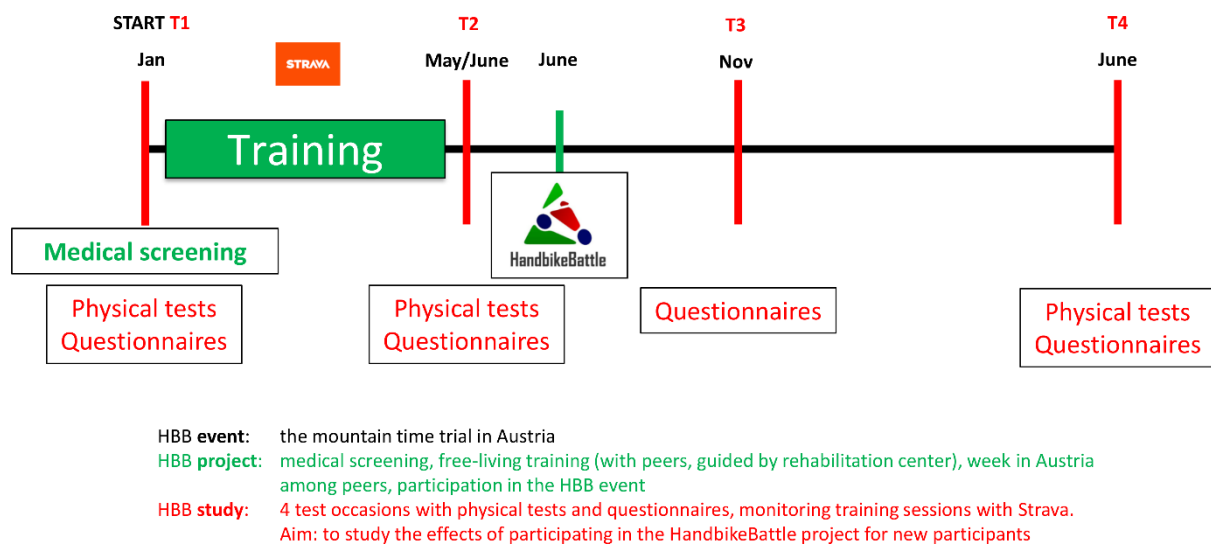 START T1
T2
T3
T4
Jan
STRAVA
May/June
June
Nov
June
Training
HandbikeBattle
Medical screening
Physical tests
Questionnaires
Physical tests
Questionnaires
Questionnaires
Physical tests
Questionnaires
HBB event: the mountain time trial in Austria
HBB project: medical screening, free-living training (with peers, guided by rehabilitation center), week in Austria
among peers, participation in the HBB event
HBB study: 4 test occasions with physical tests and questionnaires, monitoring training sessions with Strava.
Aim: to study the effects of participating in the HandbikeBattle project for new participants